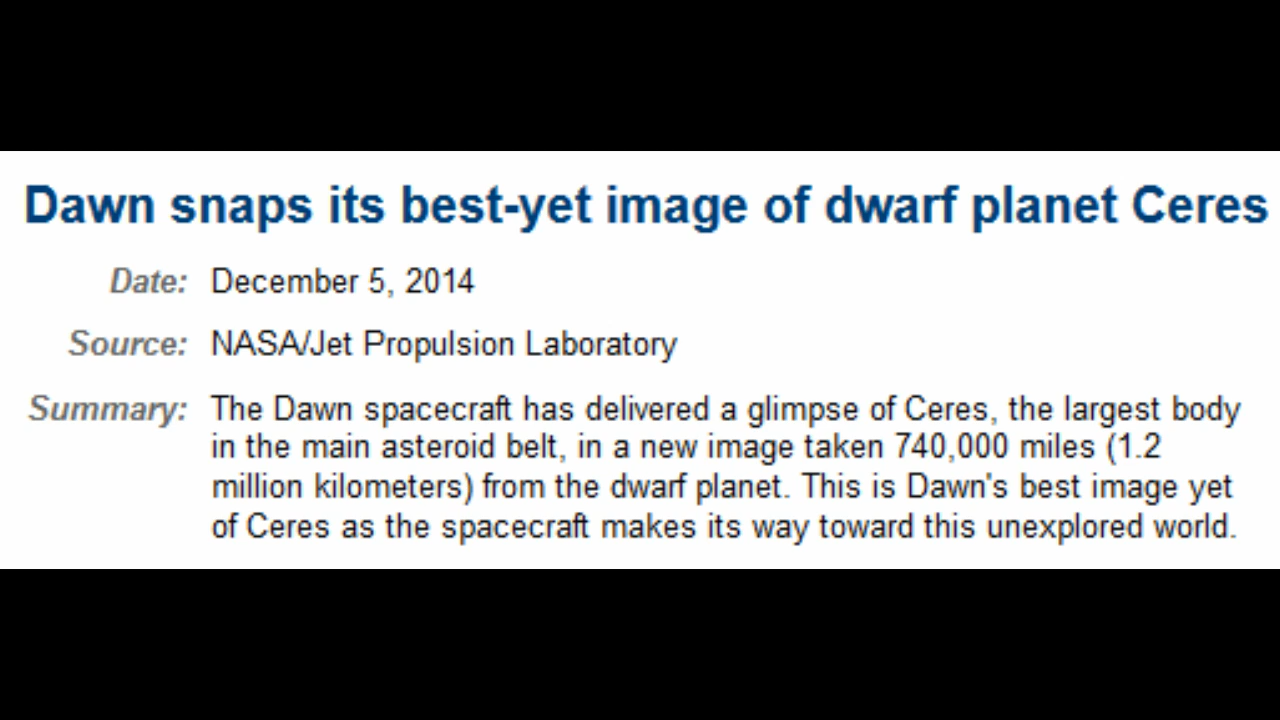 Dawn snaps its best-yet image of dwarf planet Ceres
Date: December 5, 2014
Source: NASA/Jet Propulsion Laboratory
Summary: The Dawn spacecraft has delivered a glimpse of Ceres, the largest body
in the main asteroid belt, in a new image taken 740,000 miles (1.2
million kilometers) from the dwarf planet. This is Dawn's best image yet
of Ceres as the spacecraft makes its way toward this unexplored world.